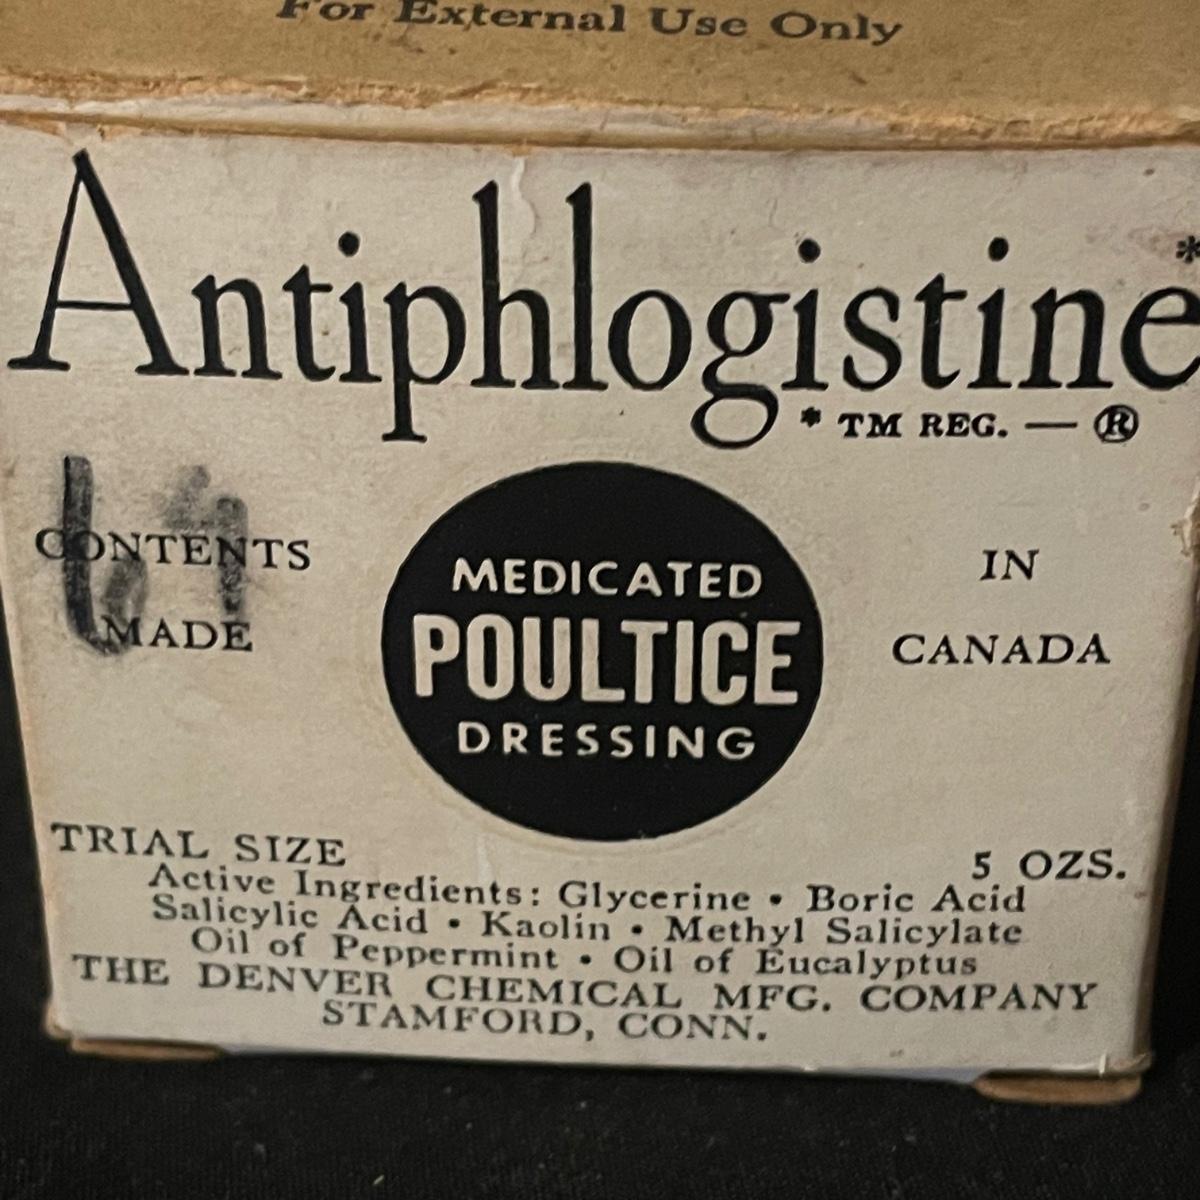 For External Use Only
Antiphlogistine*
* TM REG. — ®
CONTENTS
MADE
MEDICATED
POULTICE
DRESSING
IN
CANADA
TRIAL SIZE
5 OZS.
Active Ingredients: Glycerine • Boric Acid
Salicylic Acid • Kaolin • Methyl Salicylate
Oil of Peppermint • Oil of Eucalyptus
THE DENVER CHEMICAL MFG. COMPANY
STAMFORD, CONN.